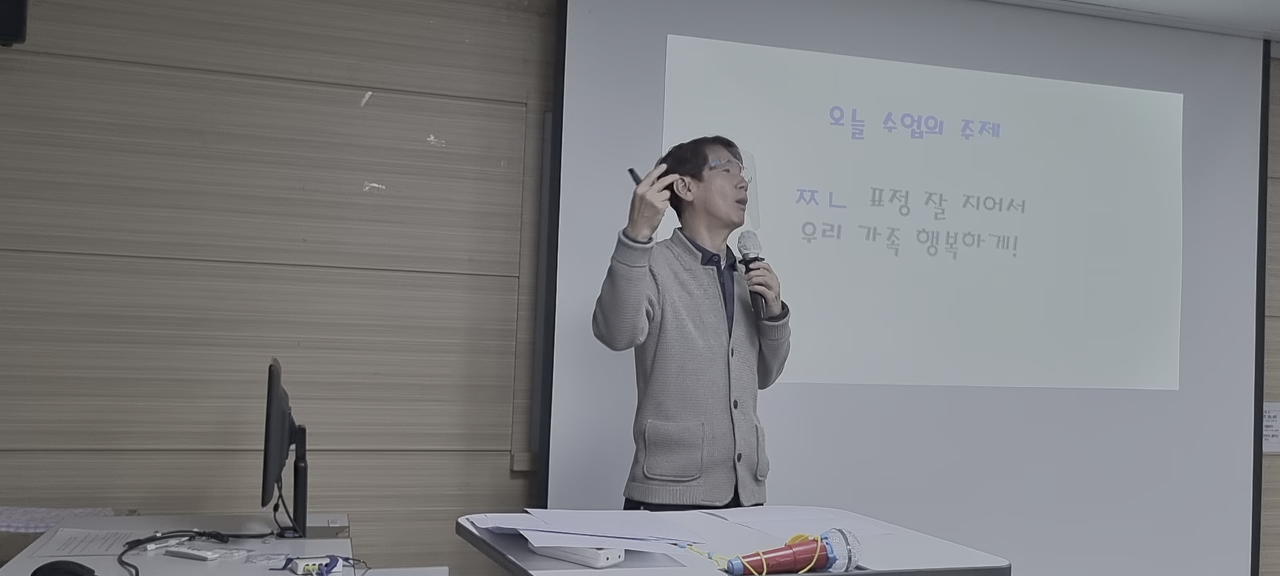 오늘 수업의 주제
ㅉㄴ 표정 잘 지어서
우리 가족 행복하게!